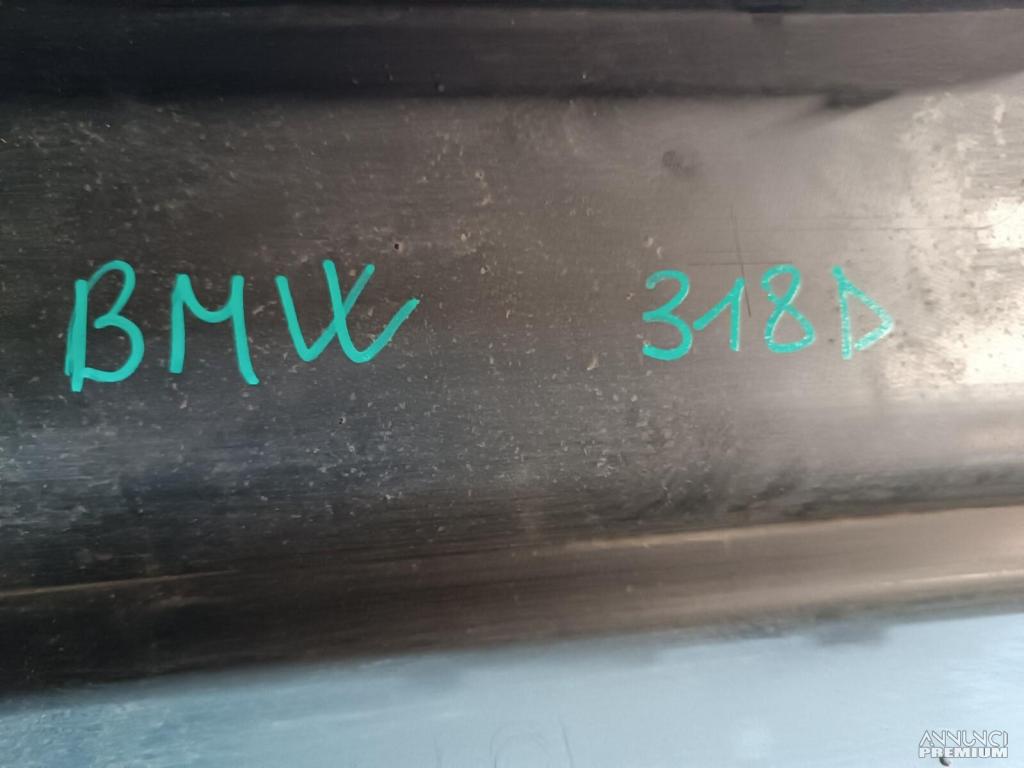 BMW 318D
ANNUNCI
PREMIUM